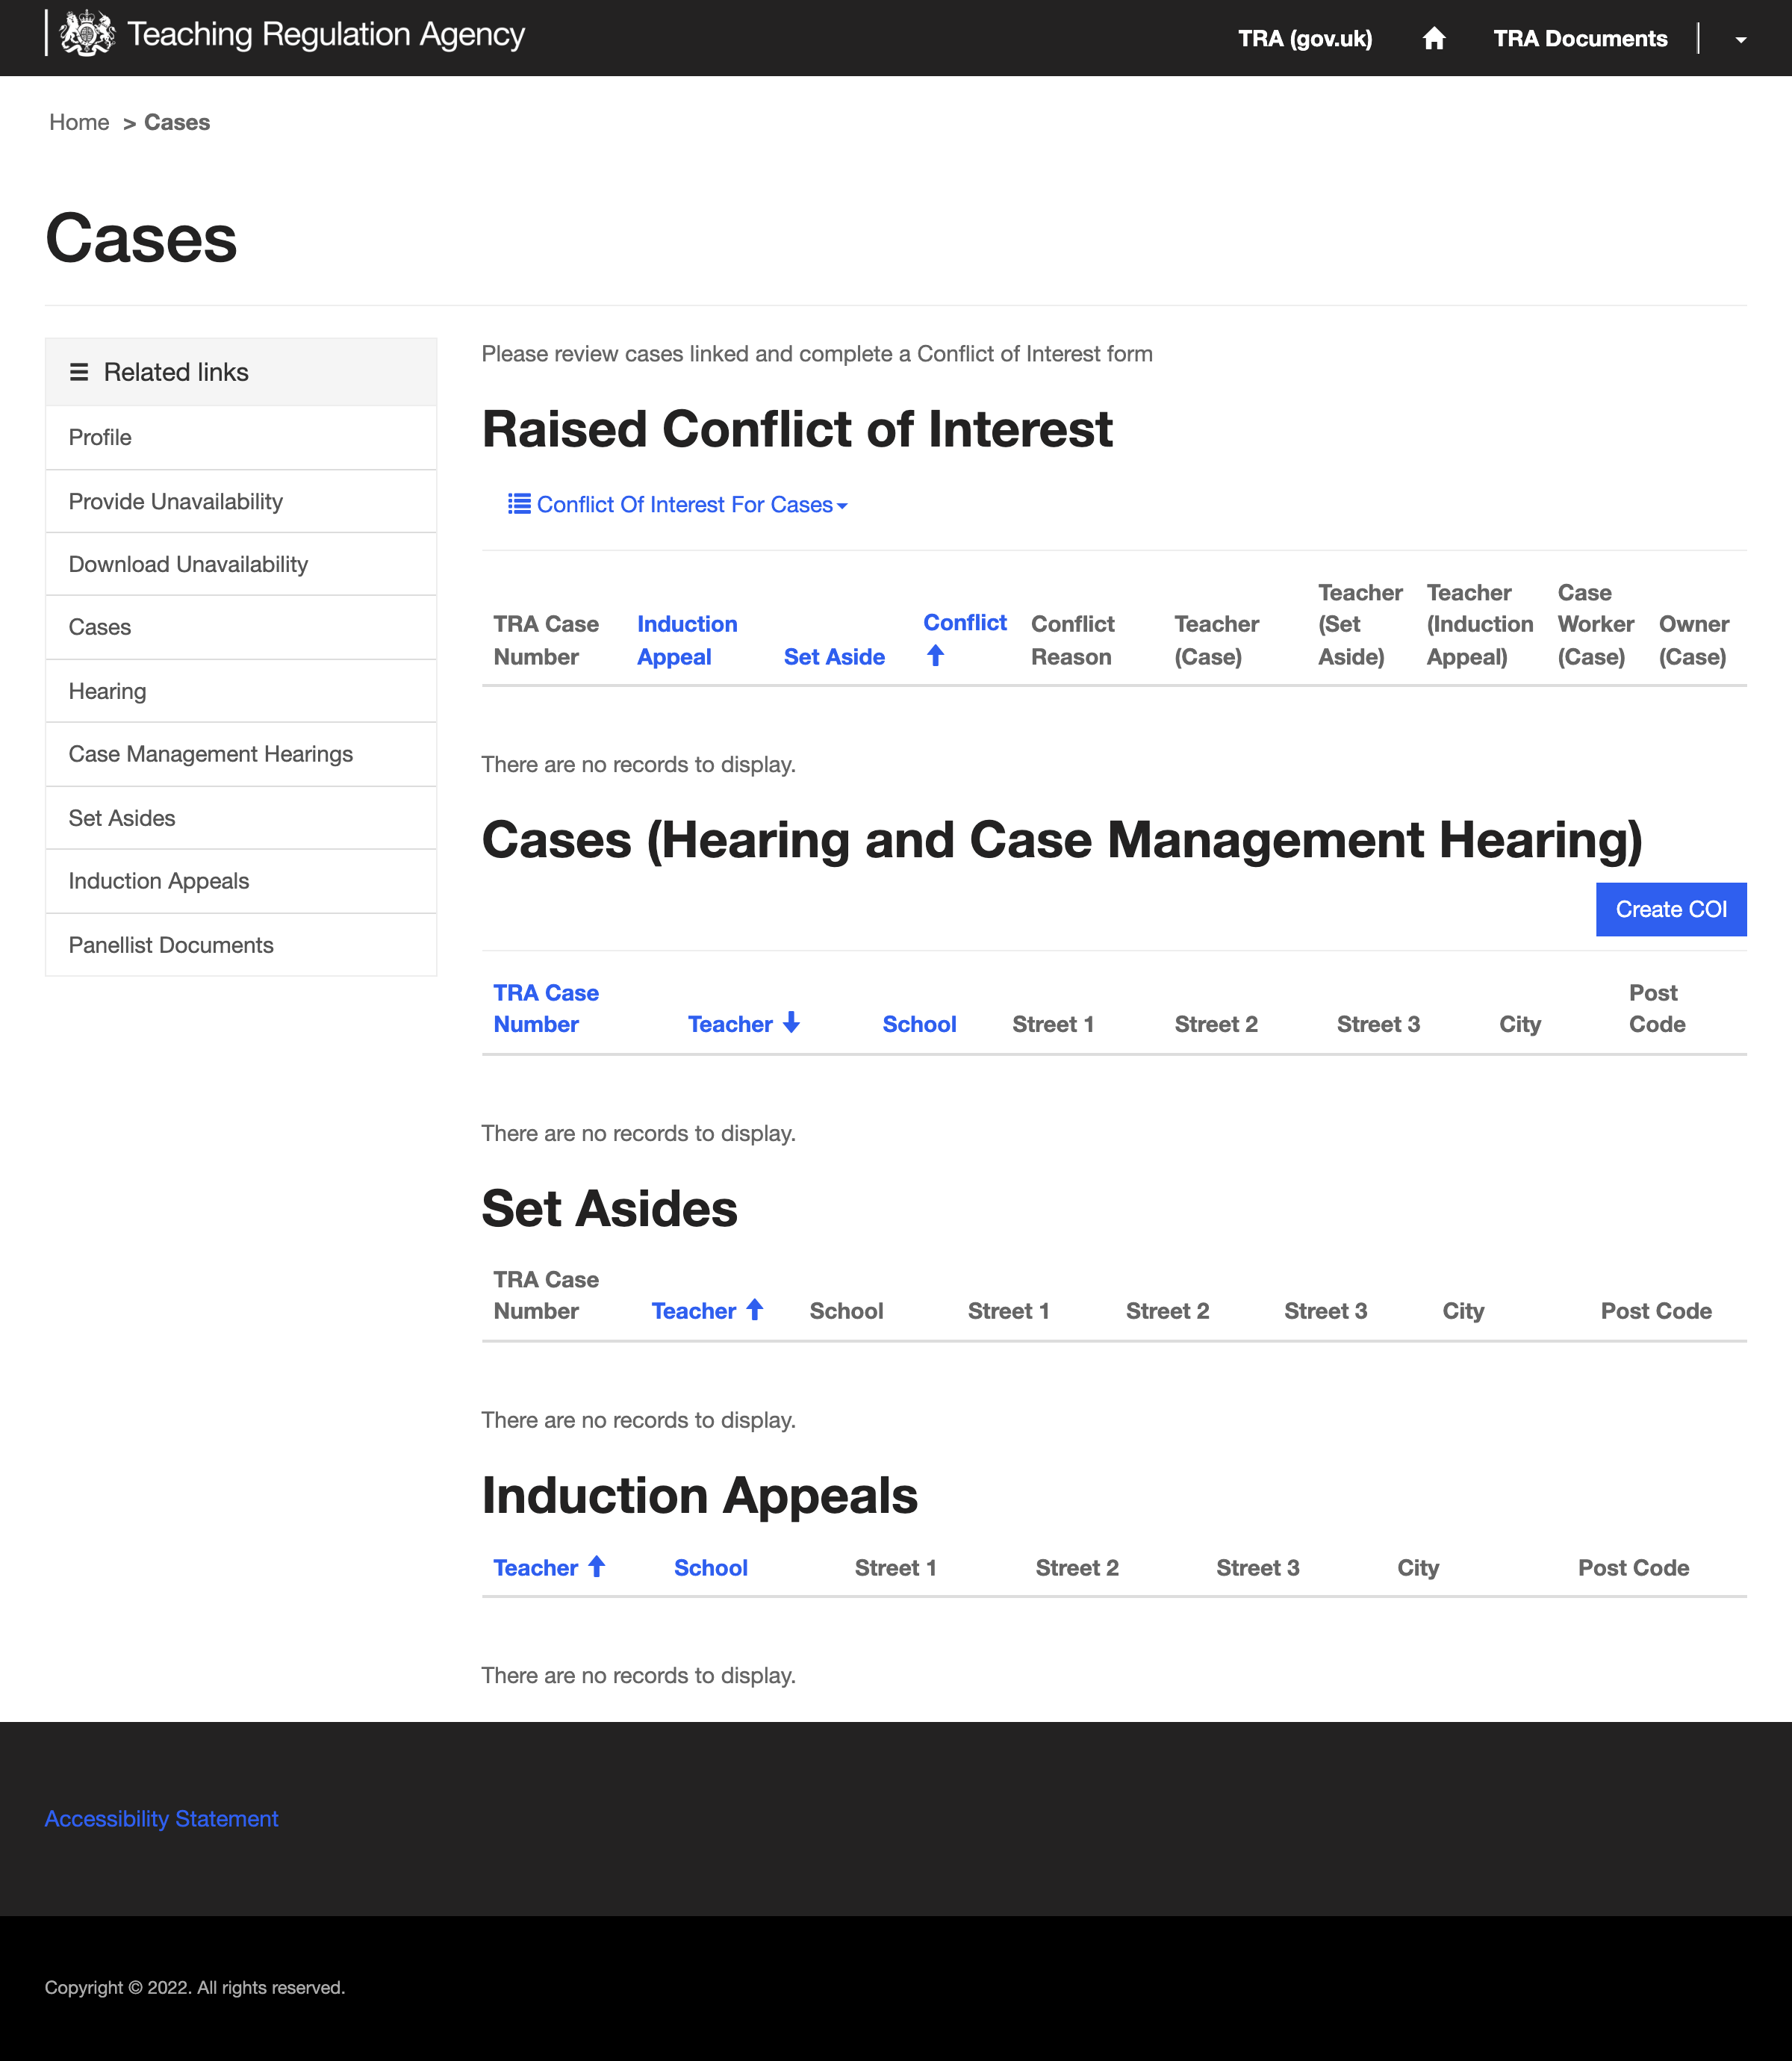 Teaching Regulation Agency
TRA (gov.uk)
TRA Documents
Home > Cases
Cases
Related links
Profile
Provide Unavailability
Download Unavailability
Cases
Hearing
Case Management Hearings
Set Asides
Induction Appeals
Panellist Documents
Please review cases linked and complete a Conflict of Interest form
Raised Conflict of Interest
Conflict Of Interest For Cases
TRA Case Number
Induction Appeal
Set Aside
Conflict
Conflict Reason
Teacher (Case)
Teacher (Set Aside)
Teacher (Induction Appeal)
Case Worker (Case)
Owner (Case)
There are no records to display.
Cases (Hearing and Case Management Hearing)
Create COI
TRA Case Number
Teacher
School
Street 1
Street 2
Street 3
City
Post Code
There are no records to display.
Set Asides
TRA Case Number
Teacher
School
Street 1
Street 2
Street 3
City
Post Code
There are no records to display.
Induction Appeals
Teacher
School
Street 1
Street 2
Street 3
City
Post Code
There are no records to display.
Accessibility Statement
Copyright © 2022. All rights reserved.